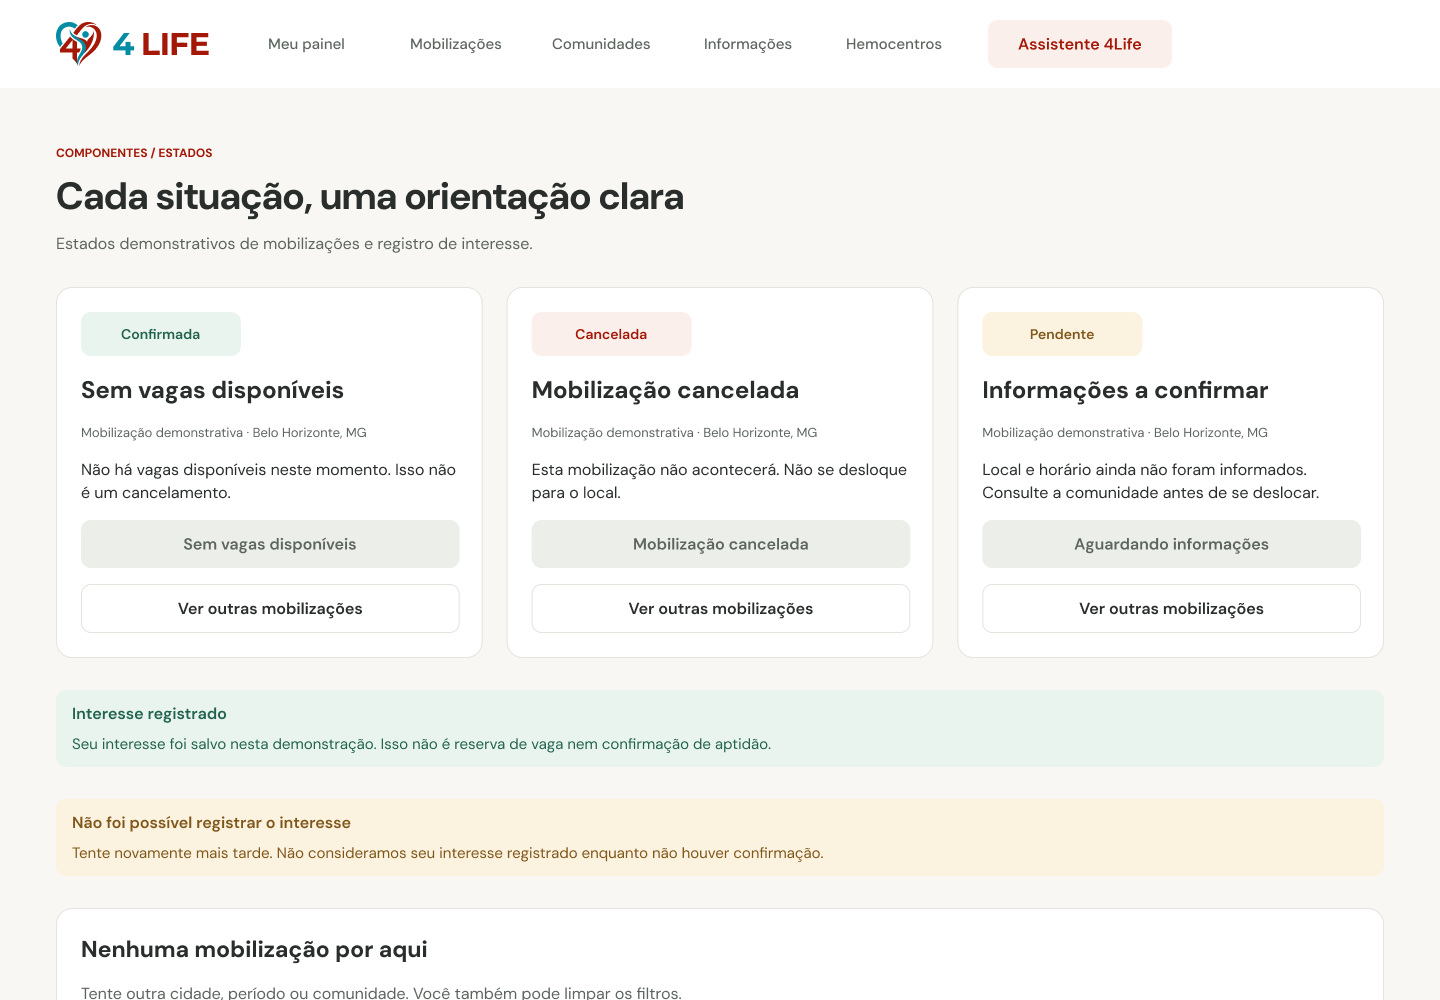 4 LIFE
Meu painel
Mobilizações
Comunidades
Informações
Hemocentros
Assistente 4Life
COMPONENTES / ESTADOS
Cada situação, uma orientação clara
Estados demonstrativos de mobilizações e registro de interesse.
Confirmada
Sem vagas disponíveis
Mobilização demonstrativa · Belo Horizonte, MG
Não há vagas disponíveis neste momento. Isso não
é um cancelamento.
Sem vagas disponíveis
Ver outras mobilizações
Cancelada
Mobilização cancelada
Mobilização demonstrativa · Belo Horizonte, MG
Esta mobilização não acontecerá. Não se desloque
para o local.
Mobilização cancelada
Ver outras mobilizações
Pendente
Informações a confirmar
Mobilização demonstrativa · Belo Horizonte, MG
Local e horário ainda não foram informados.
Consulte a comunidade antes de se deslocar.
Aguardando informações
Ver outras mobilizações
Interesse registrado
Seu interesse foi salvo nesta demonstração. Isso não é reserva de vaga nem confirmação de aptidão.
Não foi possível registrar o interesse
Tente novamente mais tarde. Não consideramos seu interesse registrado enquanto não houver confirmação.
Nenhuma mobilização por aqui
Tente outra cidade, período ou comunidade. Você também pode limpar os filtros.